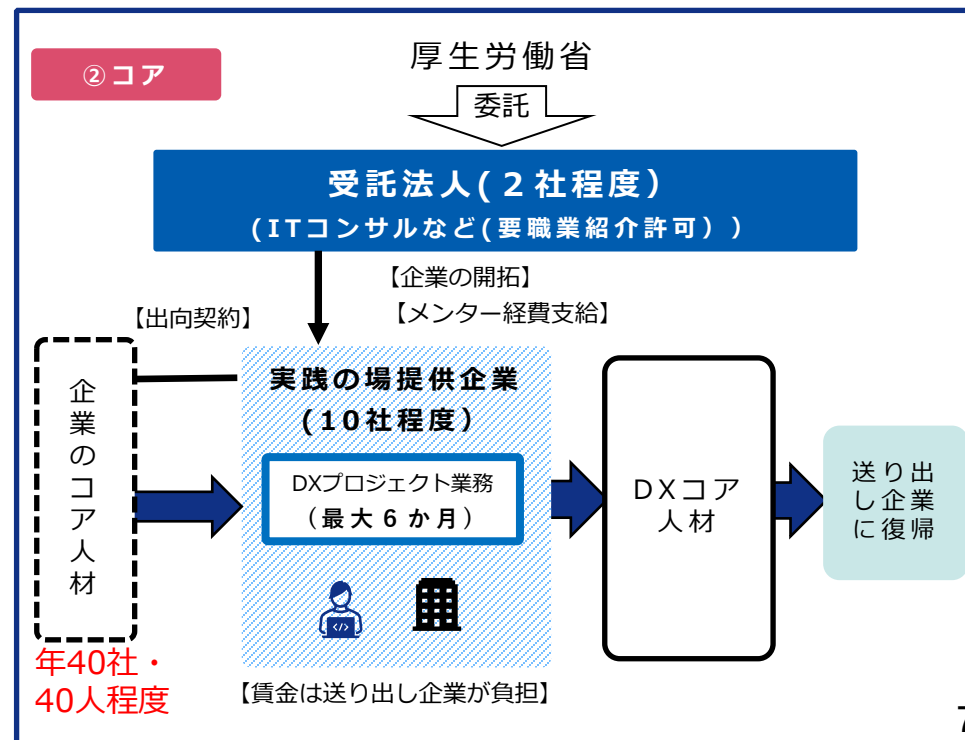 ②コア
厚生労働省
委託
受託法人(２社程度）
(ITコンサルなど(要職業紹介許可））
【企業の開拓】
【メンター経費支給】
【出向契約】
企業のコア人材
実践の場提供企業
(10社程度）
DXプロジェクト業務
（最大６か月）
DXコア
人材
送り出
し企業
に復帰
年40社・
40人程度
【賃金は送り出し企業が負担】